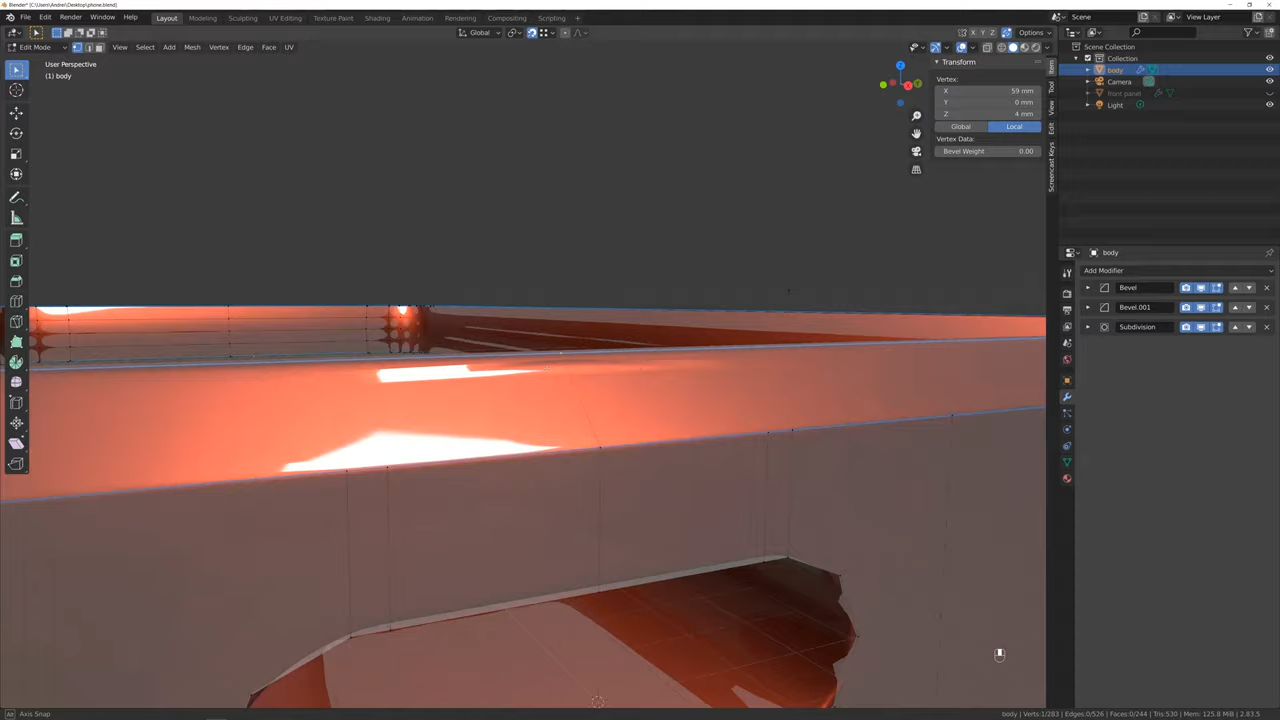 Blender* [C:\Users\Andrei\Desktop\phone.blend]
File Edit Render Window Help
Layout Modeling Sculpting UV Editing Texture Paint Shading Animation Rendering Compositing Scripting +
Scene View Layer
Global Options
X Y Z
Edit Mode View Select Add Mesh Vertex Edge Face UV
User Perspective
(1) body
Transform
Vertex:
X 59 mm
Y 0 mm
Z 4 mm
Global Local
Vertex Data:
Bevel Weight 0.00
Item
Tool
View
Edit
Screencast Keys
Scene Collection
Collection
body
Camera
front panel
Light
body
Add Modifier
Bevel
Bevel.001
Subdivision
Axis Snap
body | Verts:1/283 | Edges:0/526 | Faces:0/244 | Tris:530 | Mem: 125.8 MiB | 2.83.5